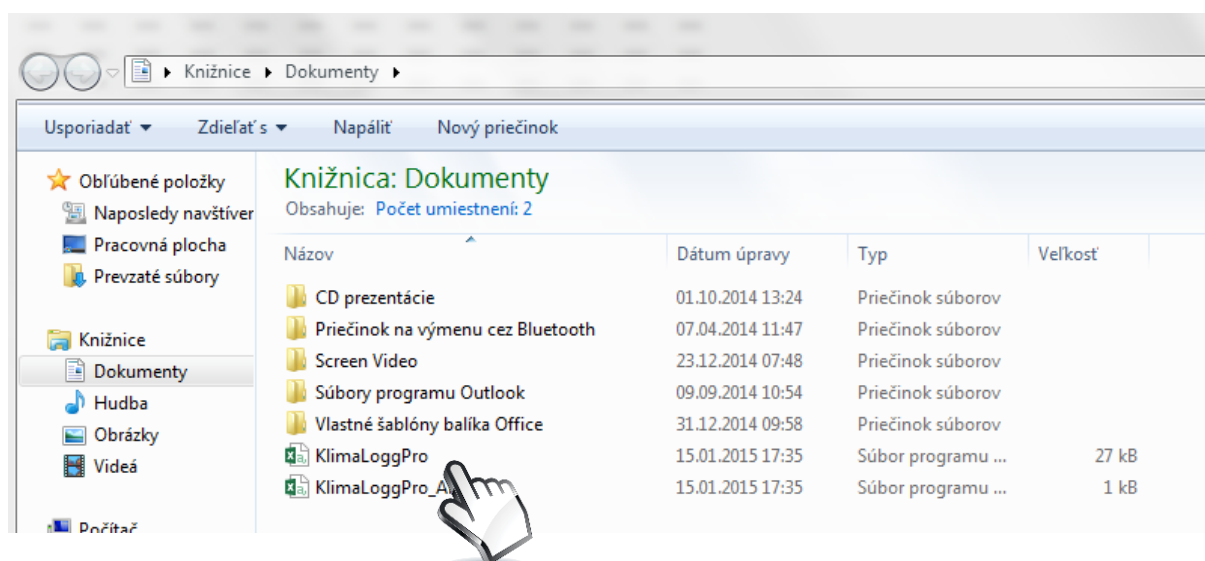 Knižnice Dokumenty
Usporiadať Zdieľať s Napáliť Nový priečinok
Obľúbené položky
Naposledy navštíver
Pracovná plocha
Prevzaté súbory
Knižnice
Dokumenty
Hudba
Obrázky
Videá
Počítač
Knižnica: Dokumenty
Obsahuje: Počet umiestnení: 2
Názov Dátum úpravy Typ Veľkosť
CD prezentácie 01.10.2014 13:24 Priečinok súborov
Priečinok na výmenu cez Bluetooth 07.04.2014 11:47 Priečinok súborov
Screen Video 23.12.2014 07:48 Priečinok súborov
Súbory programu Outlook 09.09.2014 10:54 Priečinok súborov
Vlastné šablóny balíka Office 31.12.2014 09:58 Priečinok súborov
KlimaLoggPro 15.01.2015 17:35 Súbor programu ... 27 kB
KlimaLoggPro_A 15.01.2015 17:35 Súbor programu ... 1 kB